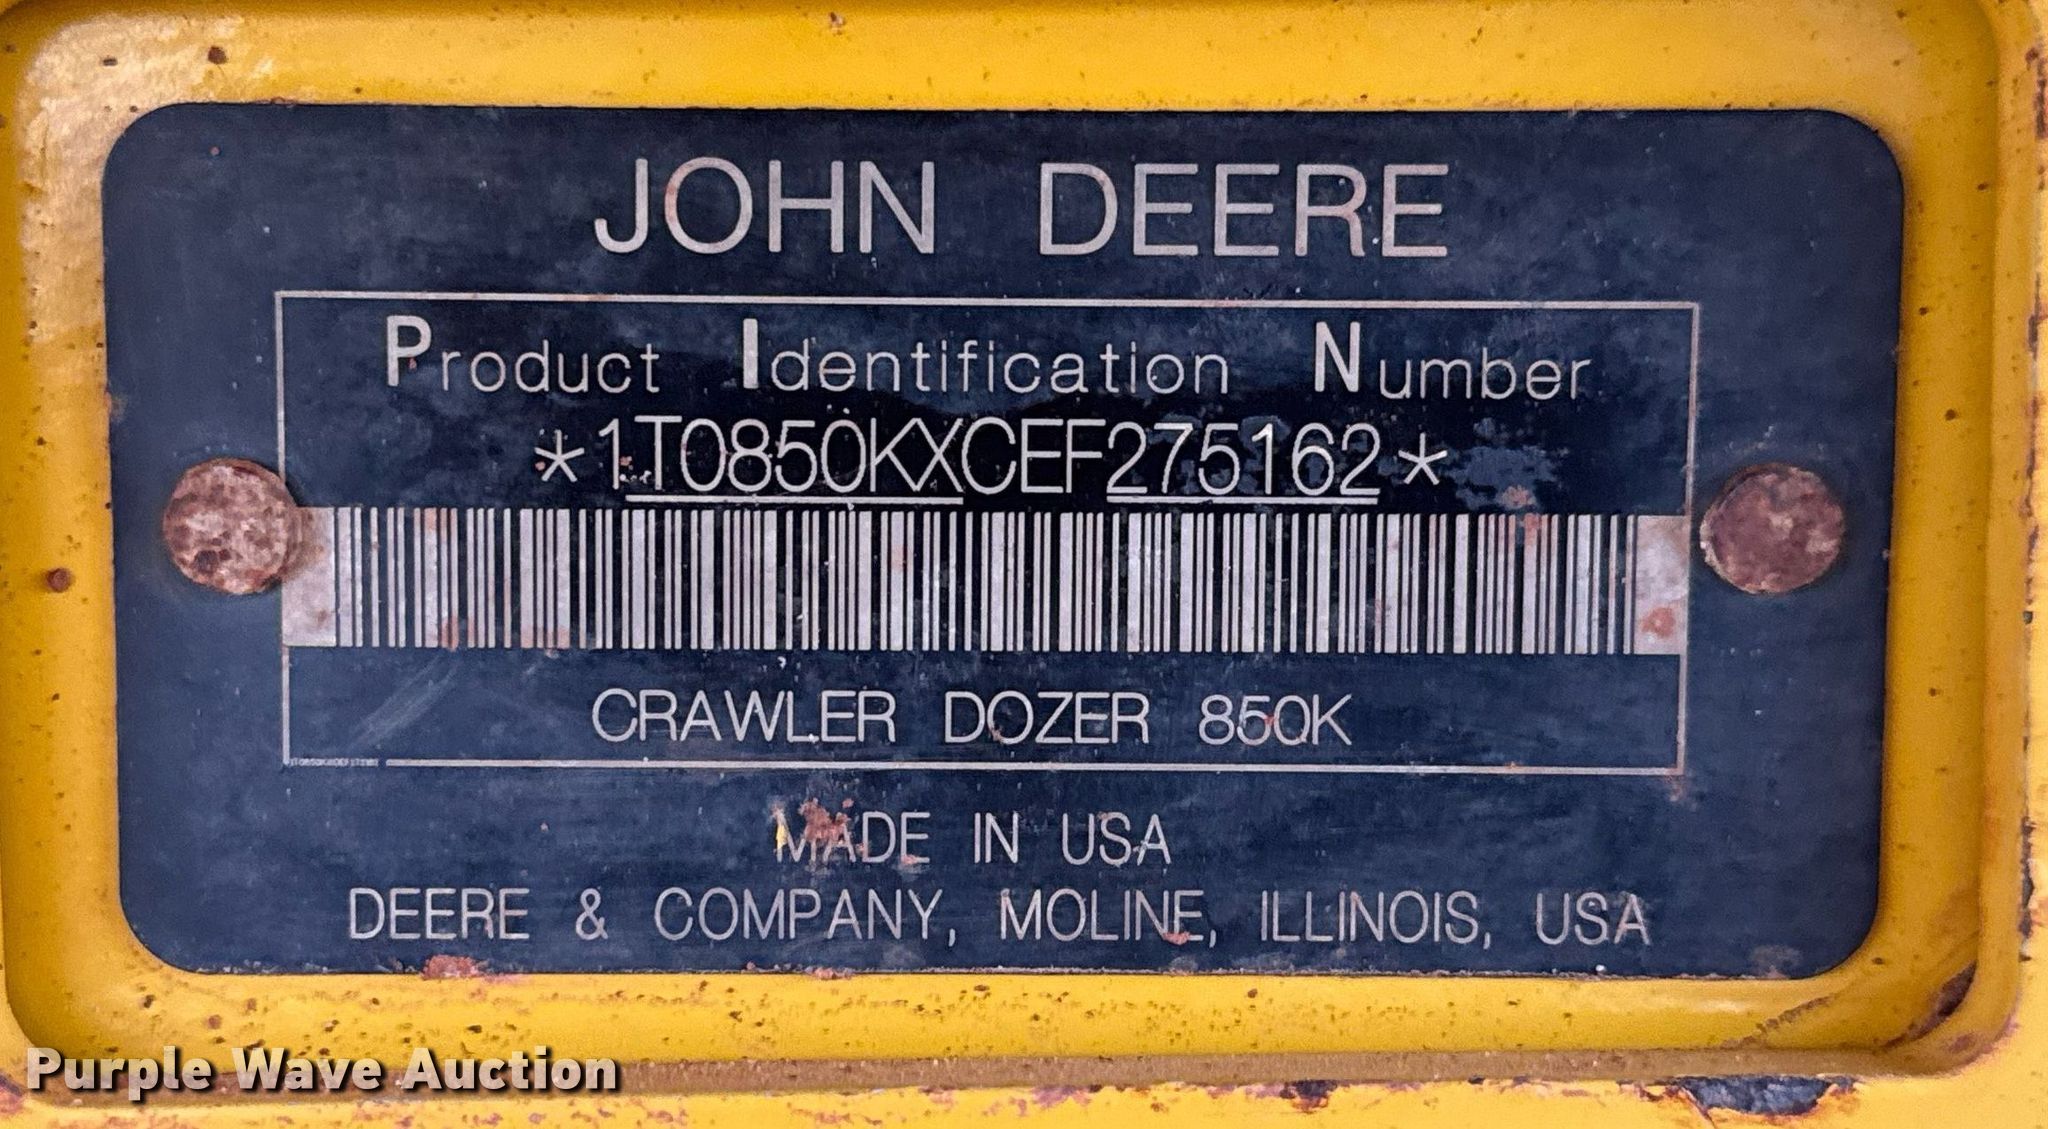 JOHN DEERE
Product Identification Number
*1T0850KXCEF275162*
CRAWLER DOZER 850K
MADE IN USA
DEERE & COMPANY, MOLINE, ILLINOIS, USA
Purple Wave Auction